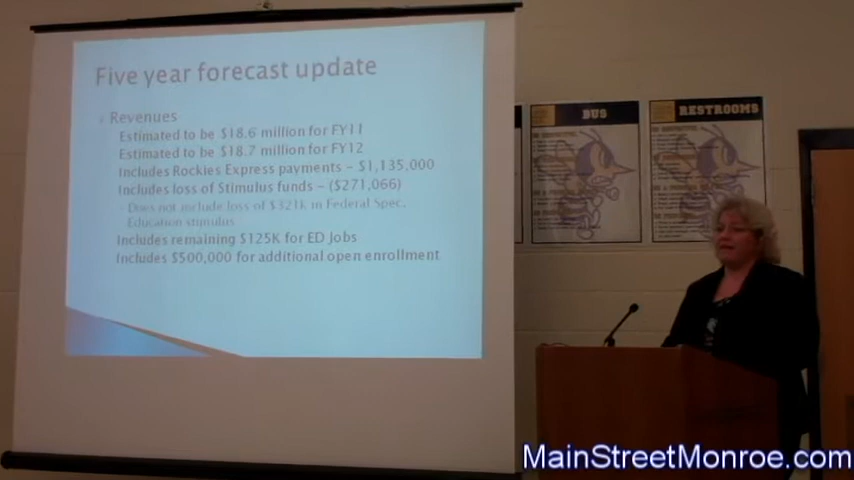 Five year forecast update
Revenues
Estimated to be $18.6 million for FY11
Estimated to be $18.7 million for FY12
Includes Rockies Express payments - $1,135,000
Includes loss of Stimulus funds - ($271,066)
Does not include loss of $321k in Federal Spec.
Education stimulus
Includes remaining $125K for ED Jobs
Includes $500,000 for additional open enrollment
BUS
RESTROOMS
MainStreetMonroe.com